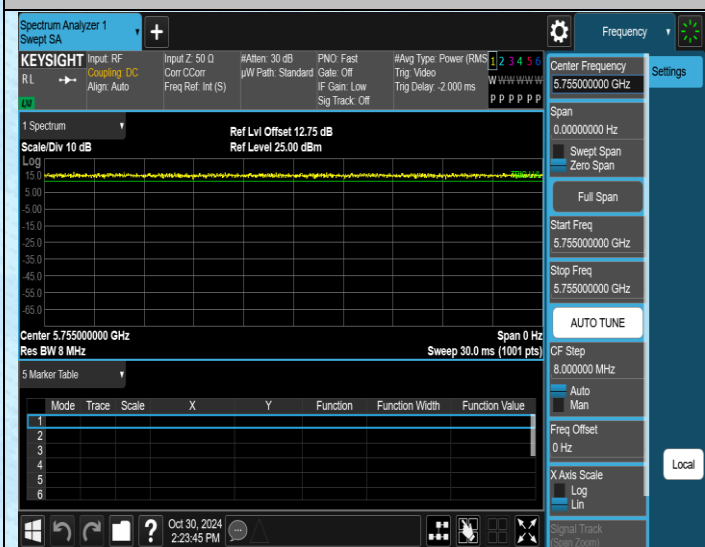 Spectrum Analyzer 1
Swept SA
+
Frequency
KEYSIGHT
RL
LXI
Input: RF
Coupling: DC
Align: Auto
Input Z: 50 Ω
Corr CCorr
Freq Ref: Int (S)
#Atten: 30 dB
µW Path: Standard
PNO: Fast
Gate: Off
IF Gain: Low
Sig Track: Off
#Avg Type: Power (RMS
Trig: Video
Trig Delay: -2.000 ms
1 2 3 4 5 6
W W W W W W
P P P P P P
1 Spectrum
Scale/Div 10 dB
Ref Lvl Offset 12.75 dB
Ref Level 25.00 dBm
Log
15.0
5.00
-5.00
-15.0
-25.0
-35.0
-45.0
-55.0
-65.0
TRIG LVL
Center 5.755000000 GHz
Res BW 8 MHz
Span 0 Hz
Sweep 30.0 ms (1001 pts)
5 Marker Table
Mode Trace Scale X Y Function Function Width Function Value
1
2
3
4
5
6
Oct 30, 2024
2:23:45 PM
Center Frequency
5.755000000 GHz
Span
0.00000000 Hz
Swept Span
Zero Span
Full Span
Start Freq
5.755000000 GHz
Stop Freq
5.755000000 GHz
AUTO TUNE
CF Step
8.000000 MHz
Auto
Man
Freq Offset
0 Hz
X Axis Scale
Log
Lin
Signal Track
(Span Zoom)
Settings
Local